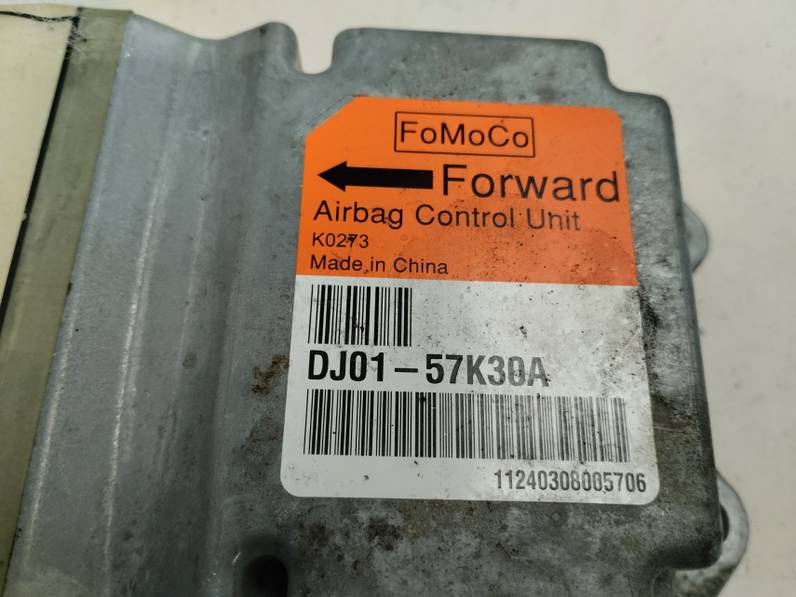 FoMoCo
Forward
Airbag Control Unit
K0273
Made in China
DJ01-57K30A
11240308005706